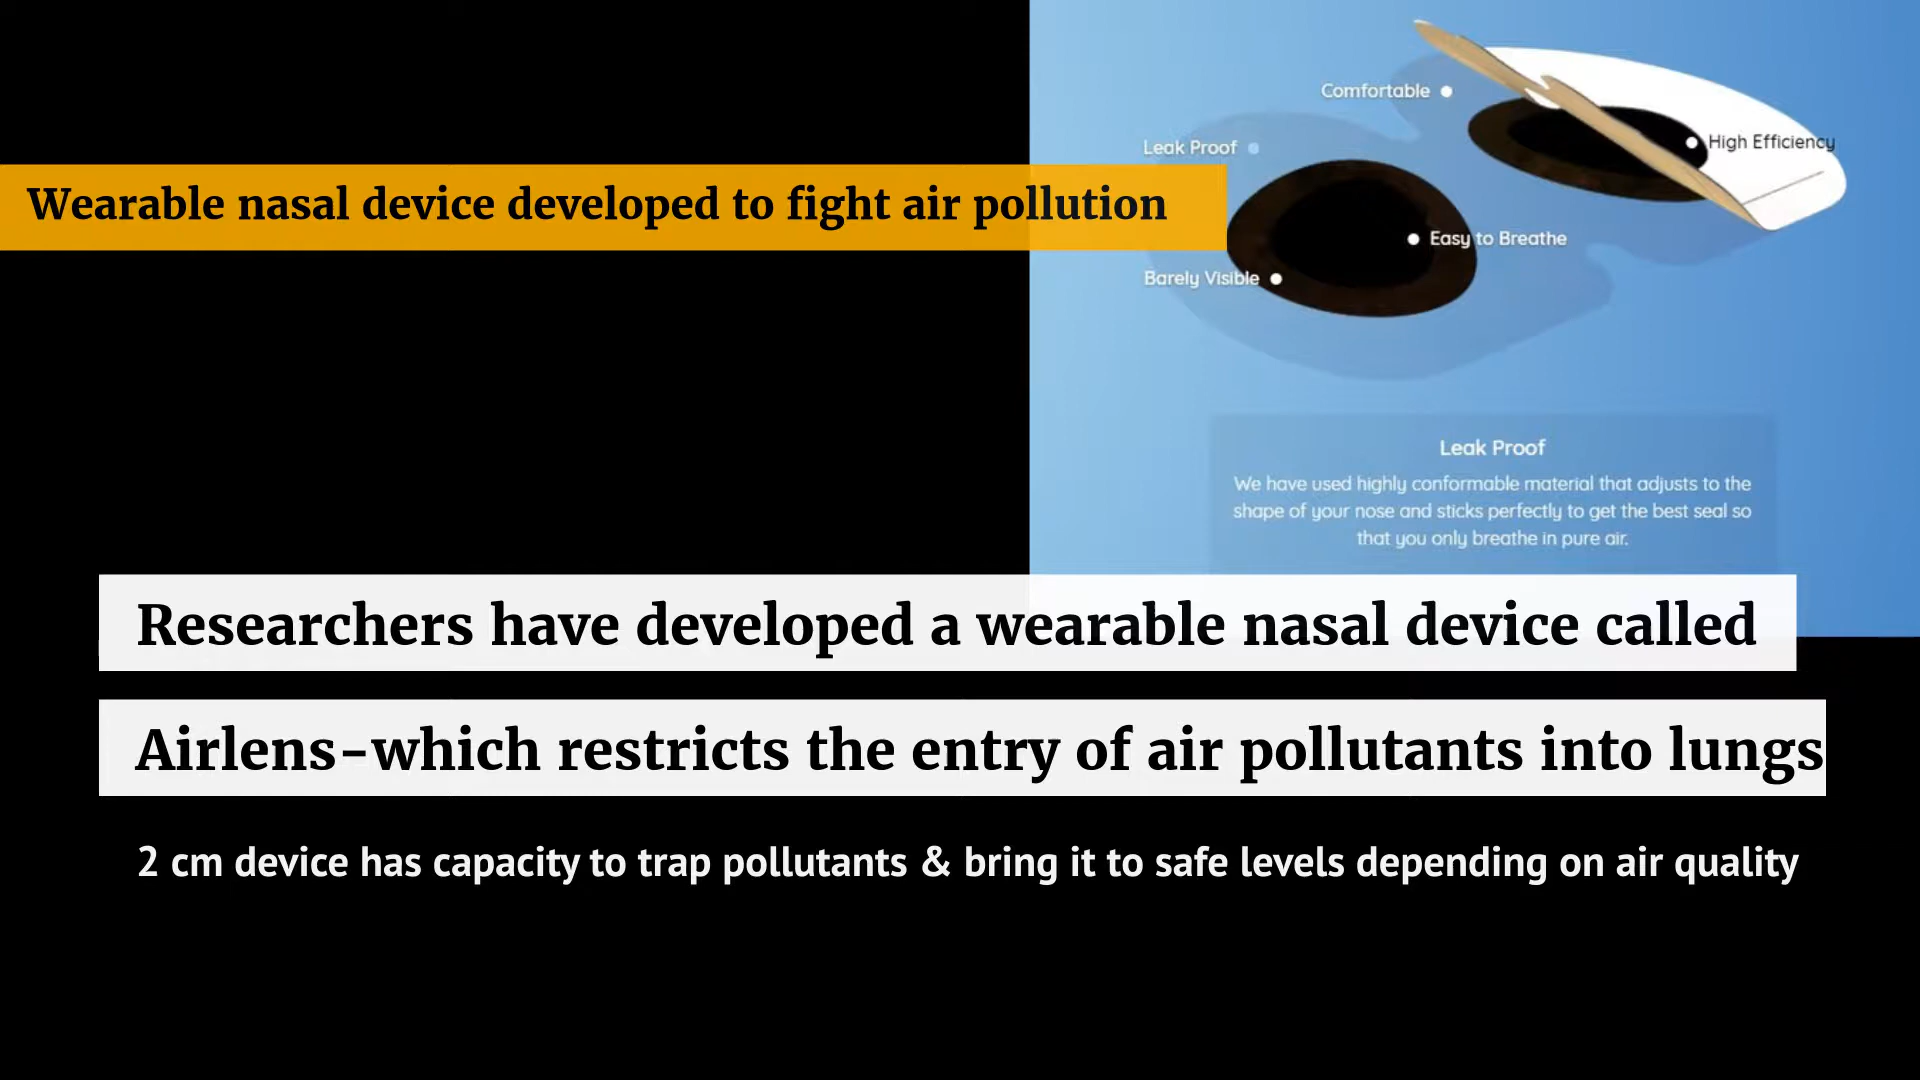 Comfortable
High Efficiency
Leak Proof
Wearable nasal device developed to fight air pollution
Easy to Breathe
Barely Visible
Leak Proof
We have used highly conformable material that adjusts to the
shape of your nose and sticks perfectly to get the best seal so
that you only breathe in pure air.
Researchers have developed a wearable nasal device called
Airlens-which restricts the entry of air pollutants into lungs
2 cm device has capacity to trap pollutants & bring it to safe levels depending on air quality